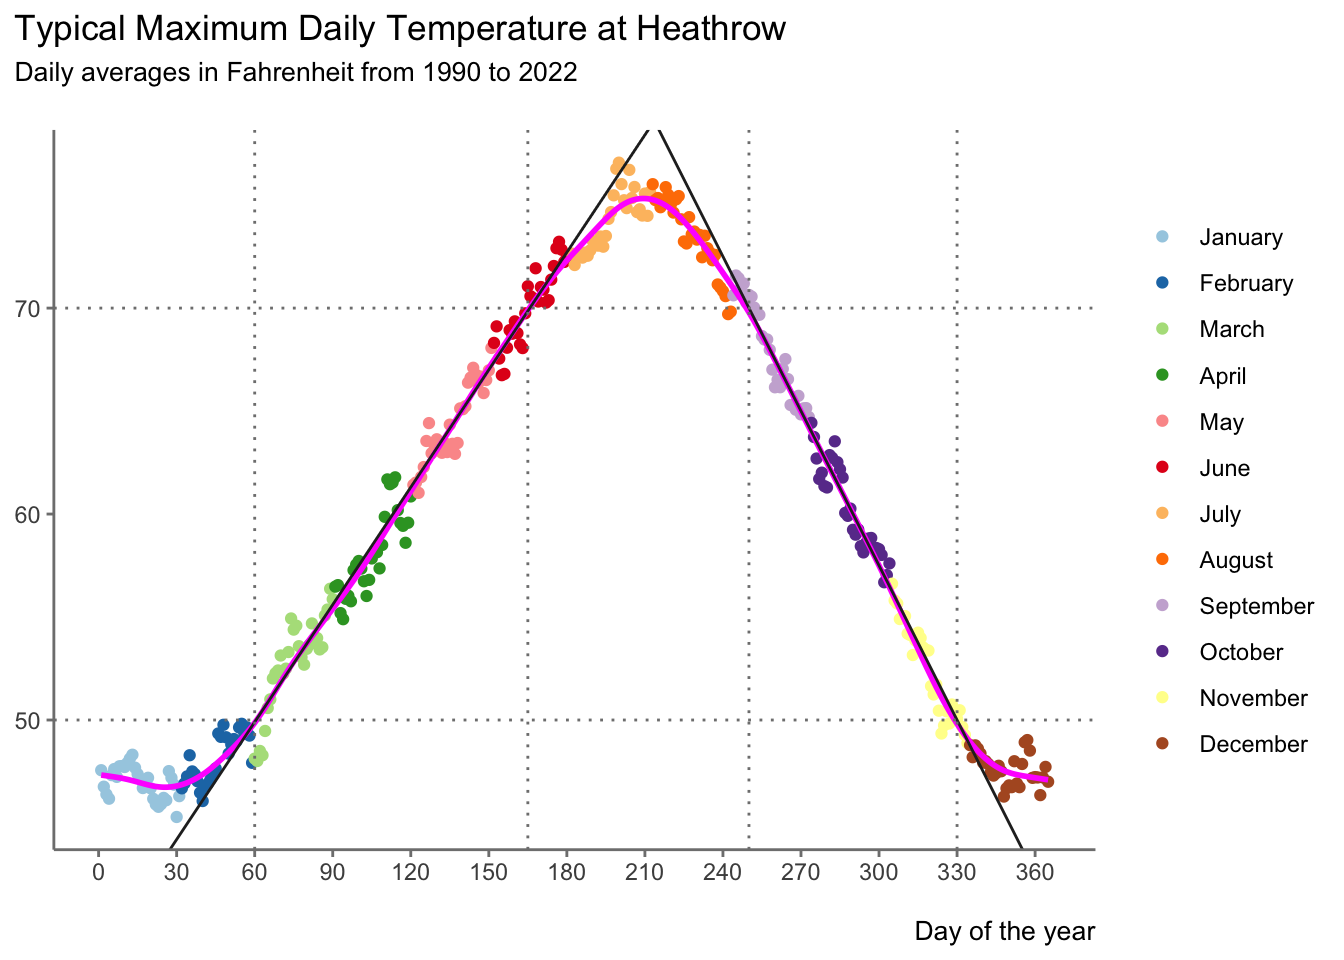 Typical Maximum Daily Temperature at Heathrow
Daily averages in Fahrenheit from 1990 to 2022
70
60
50
0 30 60 90 120 150 180 210 240 270 300 330 360
Day of the year
January
February
March
April
May
June
July
August
September
October
November
December